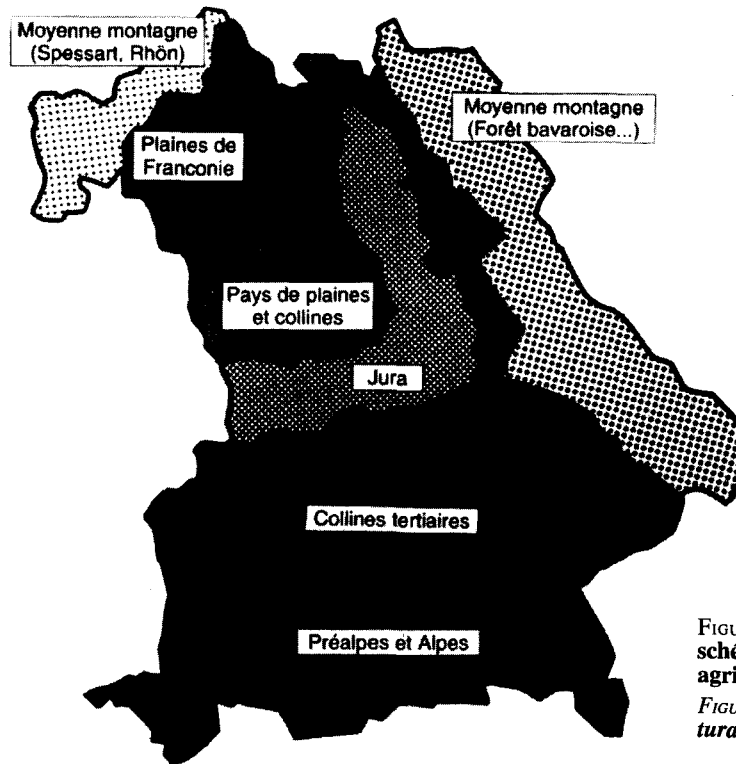 Moyenne montagne
(Spessart, Rhön)
Moyenne montagne
(Forêt bavaroise...)
Plaines de
Franconie
Pays de plaines
et collines
Jura
Collines tertiaires
Préalpes et Alpes